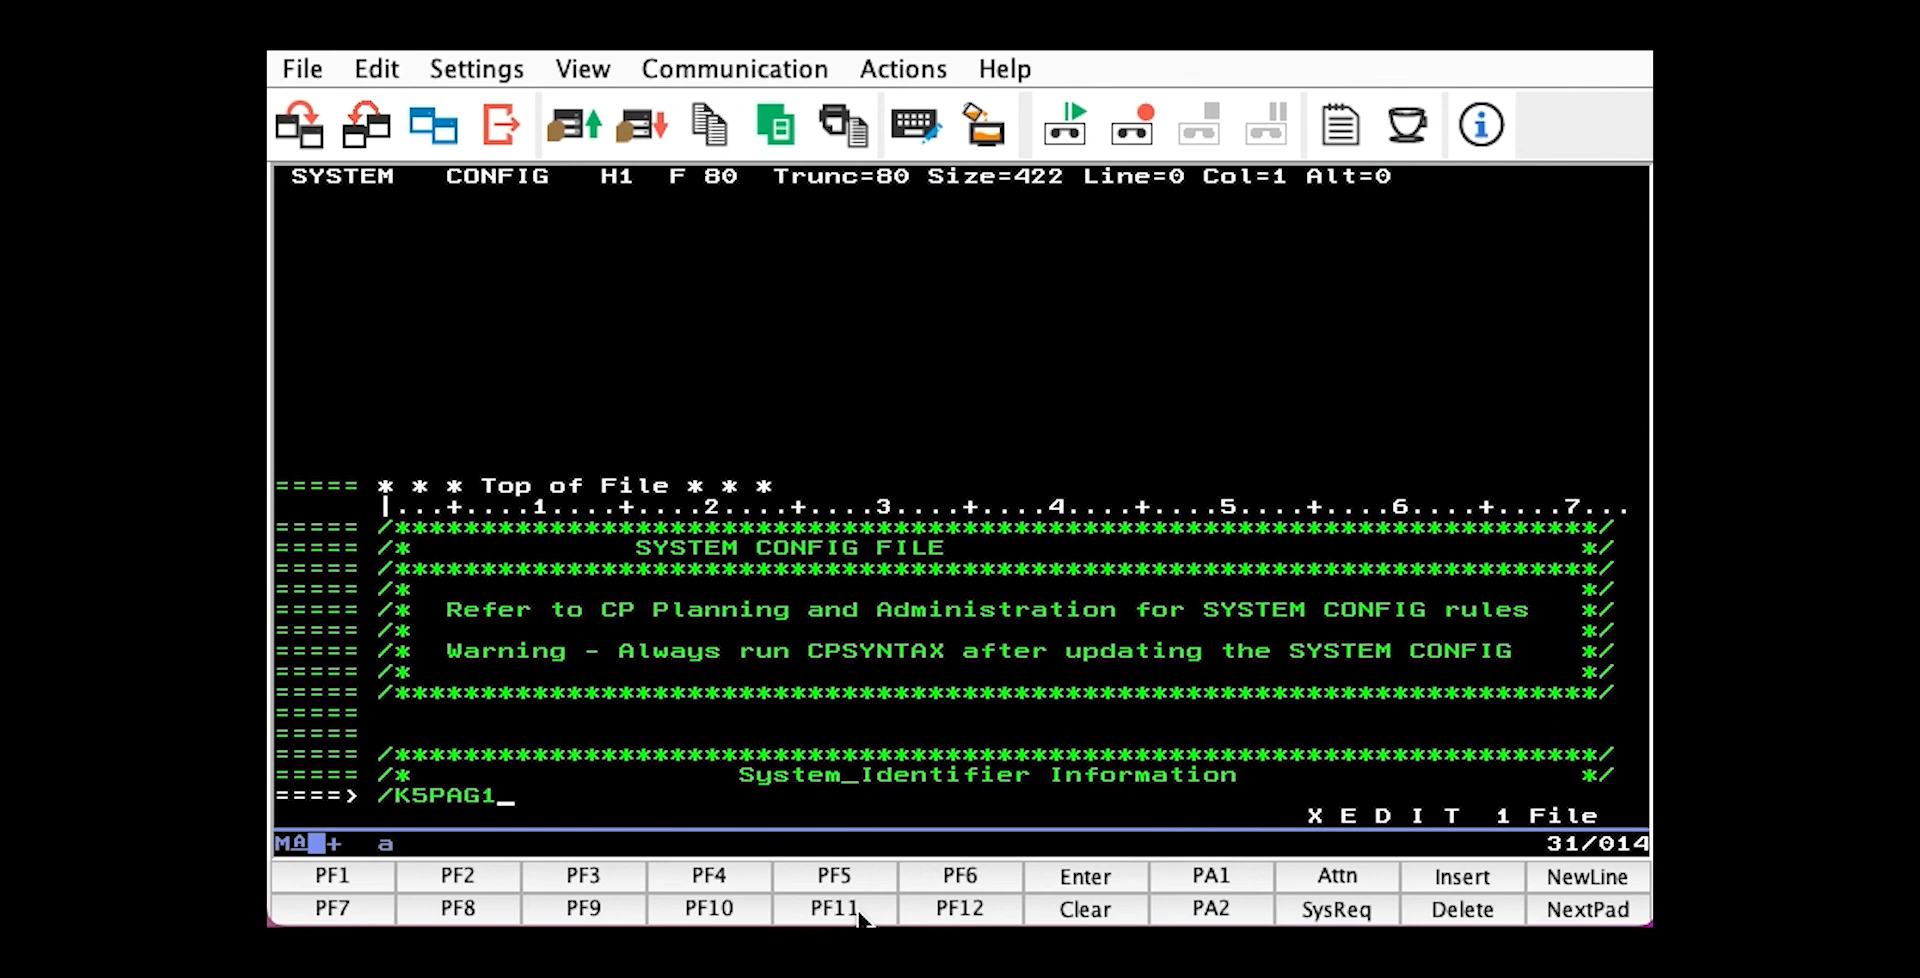 File Edit Settings View Communication Actions Help
SYSTEM CONFIG H1 F 80 Trunc=80 Size=422 Line=0 Col=1 Alt=0
===== * * * Top of File * * *
|...+....1....+....2....+....3....+....4....+....5....+....6....+....7...
===== /**********************************************************************/
===== /* SYSTEM CONFIG FILE */
===== /**********************************************************************/
===== /* */
===== /* Refer to CP Planning and Administration for SYSTEM CONFIG rules */
===== /* */
===== /* Warning - Always run CPSYNTAX after updating the SYSTEM CONFIG */
===== /* */
===== /**********************************************************************/
=====
=====
===== /**********************************************************************/
===== /* System_Identifier Information */
====> /K5PAG1_
X E D I T 1 File
MA + a 31/014
PF1 PF2 PF3 PF4 PF5 PF6 Enter PA1 Attn Insert NewLine
PF7 PF8 PF9 PF10 PF11 PF12 Clear PA2 SysReq Delete NextPad